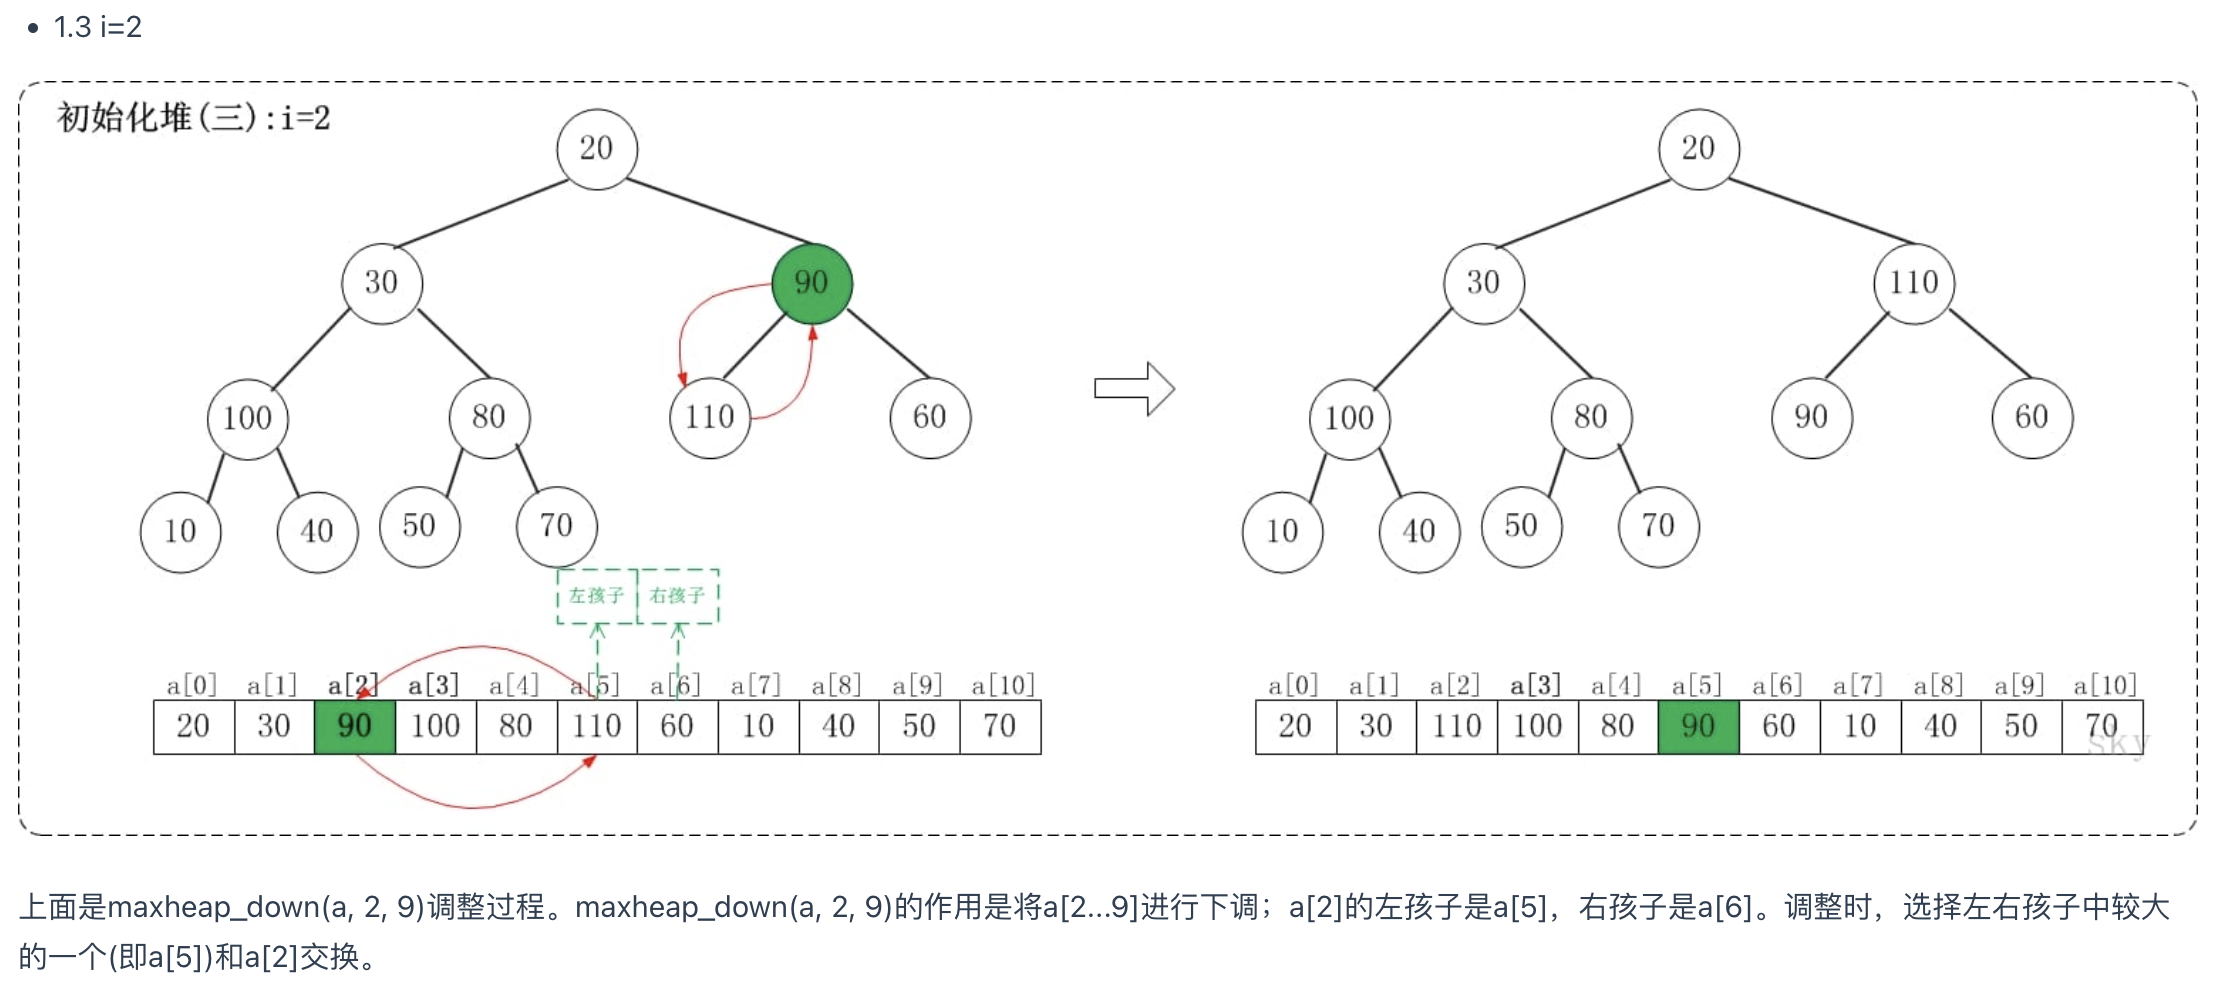 1.3 i=2
初始化堆(三):i=2
20
20
30
90
30
110
100
80
110
60
100
80
90
60
10
40
50
70
10
40
50
70
左孩子 右孩子
a[0] a[1] a[2] a[3] a[4] a[5] a[6] a[7] a[8] a[9] a[10]
20 30 90 100 80 110 60 10 40 50 70
a[0] a[1] a[2] a[3] a[4] a[5] a[6] a[7] a[8] a[9] a[10]
20 30 110 100 80 90 60 10 40 50 70
sky
上面是maxheap_down(a, 2, 9)调整过程。maxheap_down(a, 2, 9)的作用是将a[2...9]进行下调；a[2]的左孩子是a[5]，右孩子是a[6]。调整时，选择左右孩子中较大
的一个(即a[5])和a[2]交换。